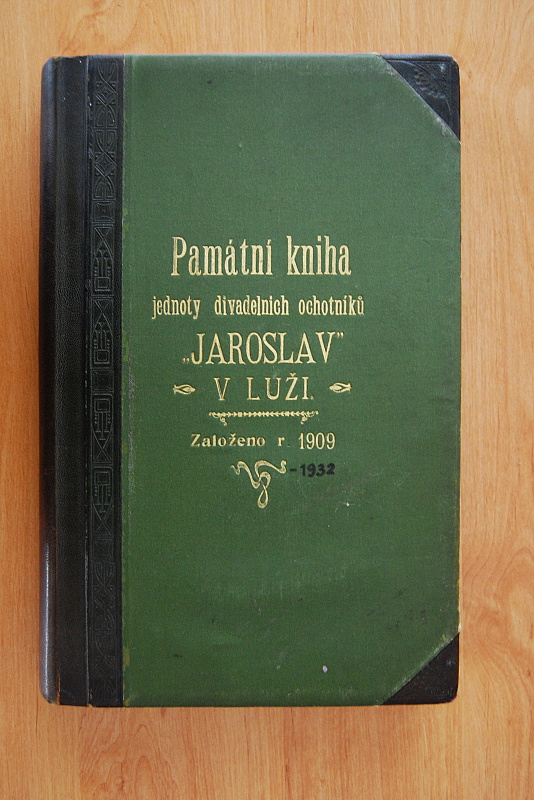 Památní kniha
jednoty divadelních ochotníků
„JAROSLAV"
V LUŽI.
Založeno r. 1909
-1932